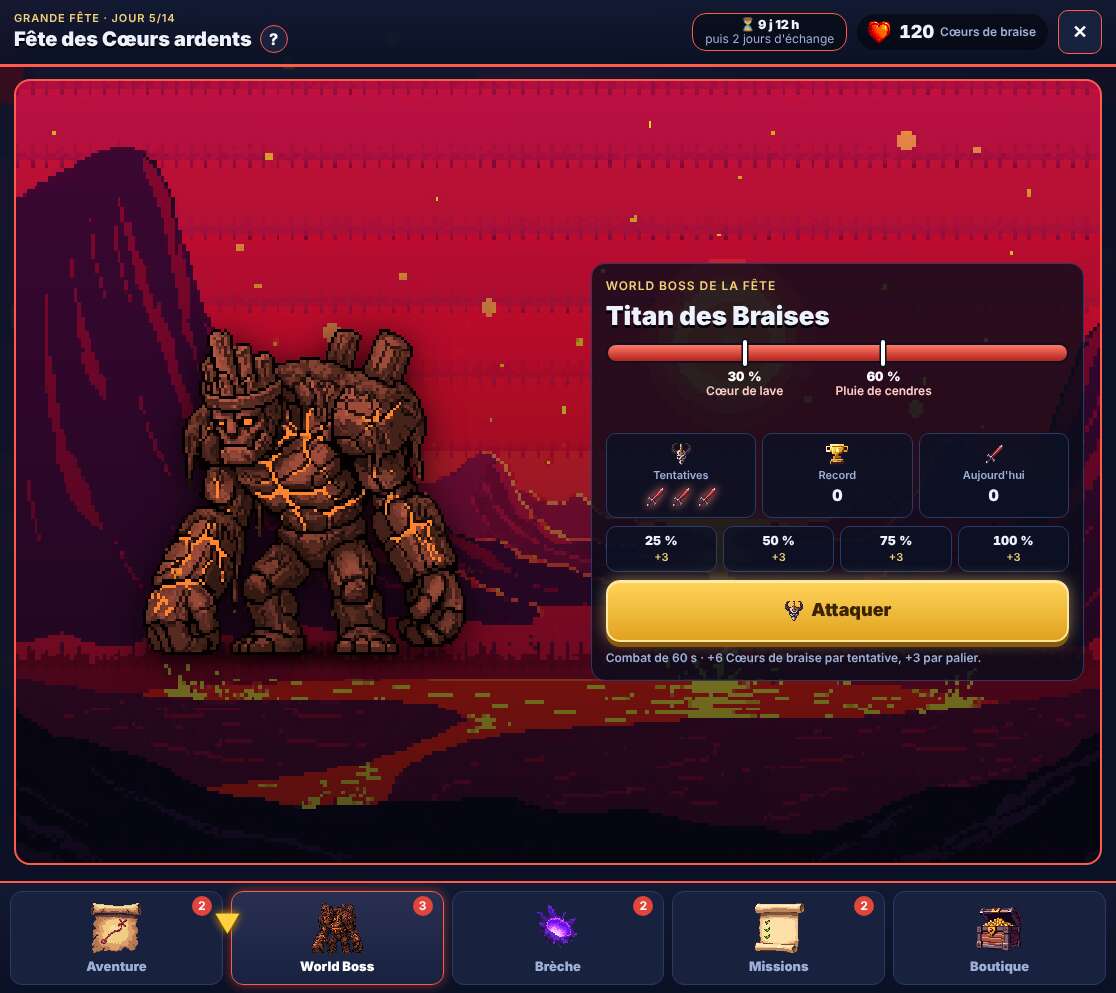 GRANDE FÊTE · JOUR 5/14
Fête des Cœurs ardents ?
⏳ 9 j 12 h
puis 2 jours d'échange
120 Cœurs de braise
✕
WORLD BOSS DE LA FÊTE
Titan des Braises
30 % 60 %
Cœur de lave Pluie de cendres
Tentatives Record Aujourd'hui
0 0
25 % 50 % 75 % 100 %
+3 +3 +3 +3
Attaquer
Combat de 60 s · +6 Cœurs de braise par tentative, +3 par palier.
2 3 2 2
Aventure World Boss Brèche Missions Boutique